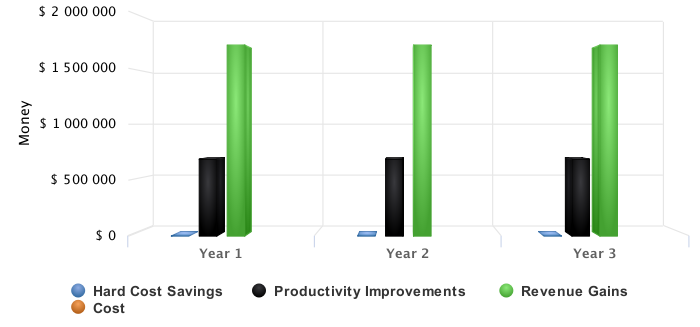 $ 2 000 000
$ 1 500 000
$ 1 000 000
$ 500 000
$ 0
Money
Year 1
Year 2
Year 3
Hard Cost Savings
Productivity Improvements
Revenue Gains
Cost